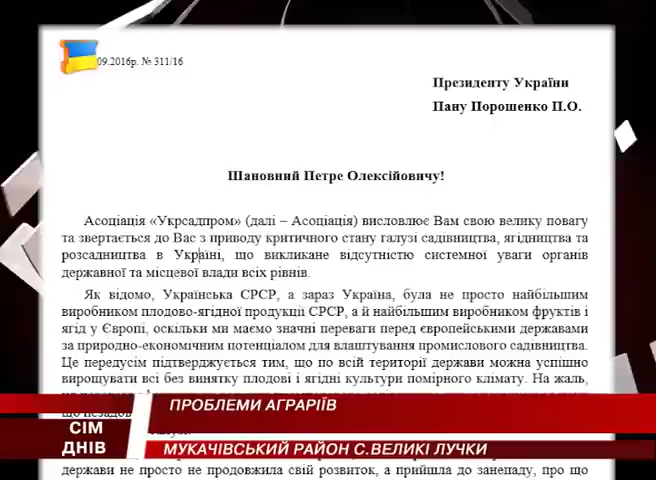 09.2016р. № 311/16
Президенту України
Пану Порошенко П.О.
Шановний Петре Олексійовичу!
Асоціація «Укрсадпром» (далі – Асоціація) висловлює Вам свою велику повагу
та звертається до Вас з приводу критичного стану галузі садівництва, ягідництва та
розсадництва в Україні, що викликане відсутністю системної уваги органів
державної та місцевої влади всіх рівнів.
Як відомо, Українська СРСР, а зараз Україна, була не просто найбільшим
виробником плодово-ягідної продукції СРСР, а й найбільшим виробником фруктів і
ягід у Європі, оскільки ми маємо значні переваги перед європейськими державами
за природно-економічним потенціалом для влаштування промислового садівництва.
Це передусім підтверджується тим, що по всій території держави можна успішно
вирощувати всі без винятку плодові і ягідні культури помірного клімату. На жаль,
ПРОБЛЕМИ АГРАРІЇВ
СІМ
ДНІВ
МУКАЧІВСЬКИЙ РАЙОН С.ВЕЛИКІ ЛУЧКИ
держави не просто не продовжила свій розвиток, а прийшла до занепаду, про що